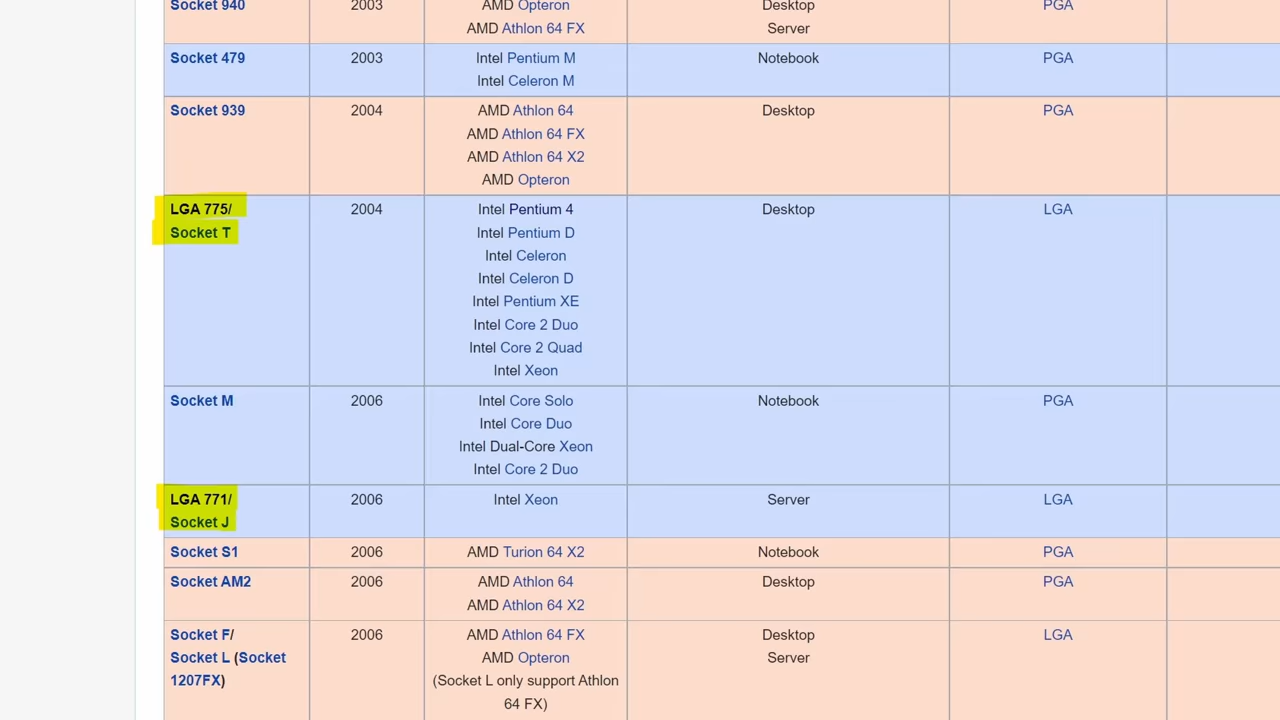 Socket 940 2003 AMD Opteron Desktop PGA
AMD Athlon 64 FX Server
Socket 479 2003 Intel Pentium M Notebook PGA
Intel Celeron M
Socket 939 2004 AMD Athlon 64 Desktop PGA
AMD Athlon 64 FX
AMD Athlon 64 X2
AMD Opteron
LGA 775/ 2004 Intel Pentium 4 Desktop LGA
Socket T Intel Pentium D
Intel Celeron
Intel Celeron D
Intel Pentium XE
Intel Core 2 Duo
Intel Core 2 Quad
Intel Xeon
Socket M 2006 Intel Core Solo Notebook PGA
Intel Core Duo
Intel Dual-Core Xeon
Intel Core 2 Duo
LGA 771/ 2006 Intel Xeon Server LGA
Socket J
Socket S1 2006 AMD Turion 64 X2 Notebook PGA
Socket AM2 2006 AMD Athlon 64 Desktop PGA
AMD Athlon 64 X2
Socket F/ 2006 AMD Athlon 64 FX Desktop LGA
Socket L (Socket AMD Opteron Server
1207FX) (Socket L only support Athlon
64 FX)